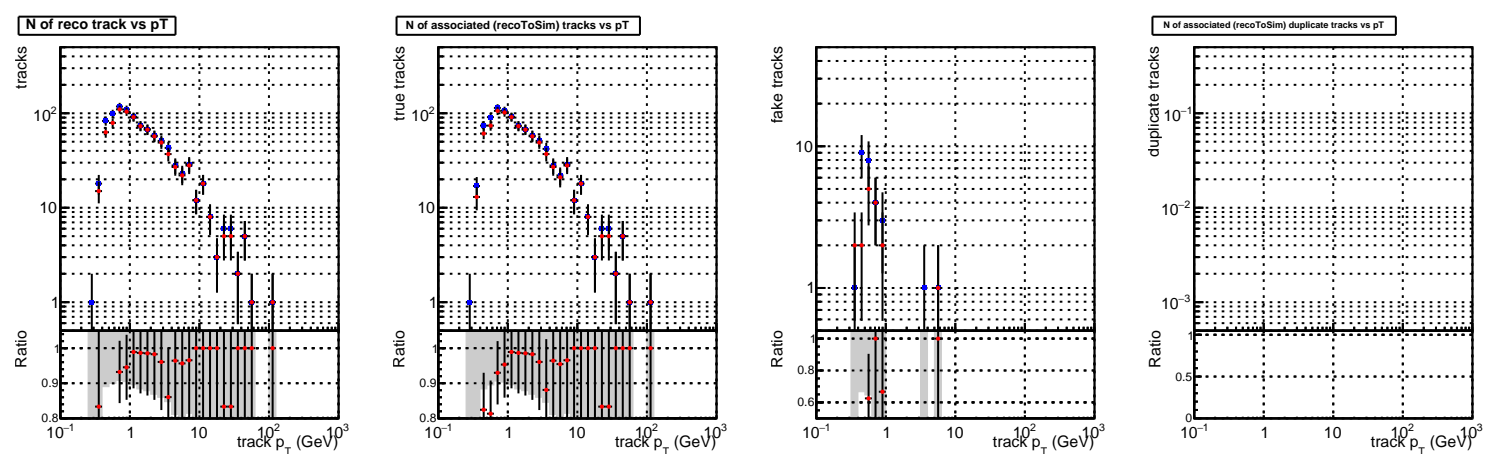 N of reco track vs pT
tracks
10²
10
1
Ratio
1
0.9
0.8
10⁻¹ 1 10 10² 10³
track p_T (GeV)
N of associated (recoToSim) tracks vs pT
true tracks
10²
10
1
Ratio
1
0.9
0.8
10⁻¹ 1 10 10² 10³
track p_T (GeV)
fake tracks
10
1
Ratio
1
0.8
0.6
10⁻¹ 1 10 10² 10³
track p_T (GeV)
N of associated (recoToSim) duplicate tracks vs pT
duplicate tracks
10⁻¹
10⁻²
10⁻³
Ratio
1
0.5
0
10⁻¹ 1 10 10² 10³
track p_T (GeV)